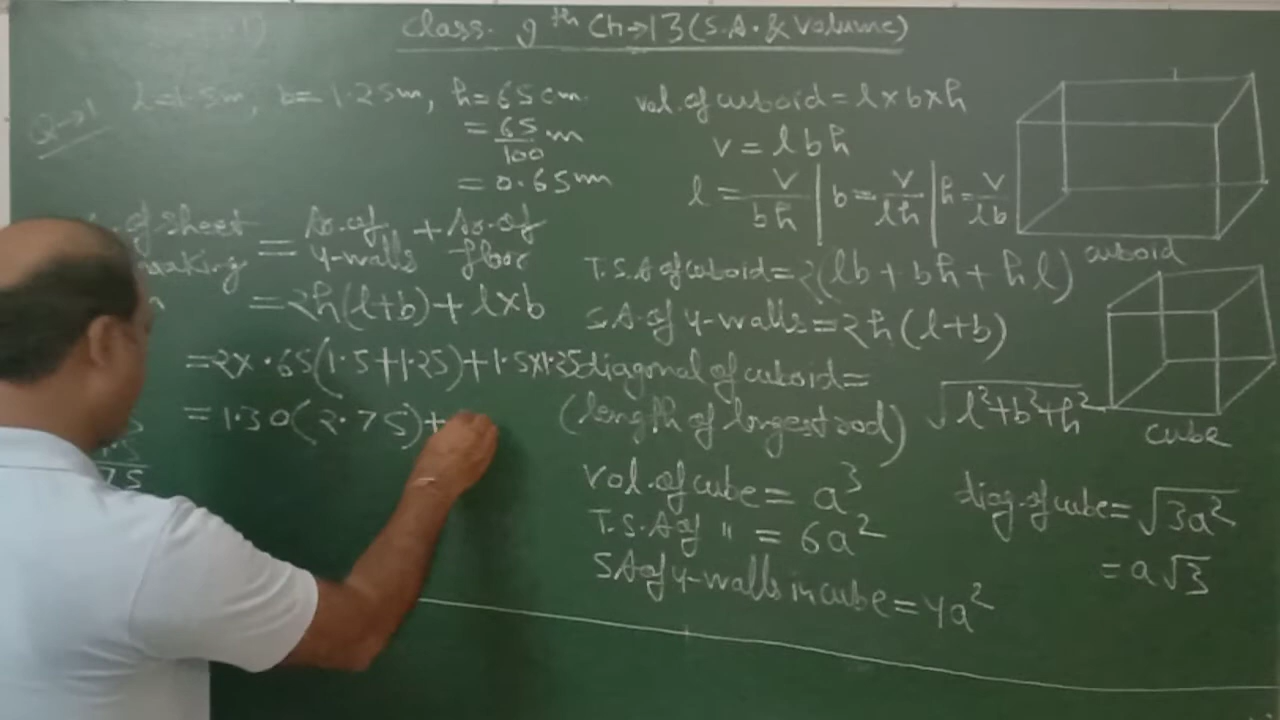 Class. 9th Ch→13 (S.A. & Volume)
Q→1 l=1.5m, b=1.25m, h=65cm.
=65/100 m
= 0.65m
of sheet = Ar. of 4-walls + Ar. of floor
making
= 2h(l+b) + l×b
=2×.65(1.5+1.25)+1.5×1.25
= 1.30(2.75)+
75
vol. of cuboid = l×b×h
v = lbh
l = v/bh | b = v/lh | h = v/lb
T.S.A of cuboid = 2(lb + bh + hl)
S.A. of 4-walls = 2h(l+b)
diagonal of cuboid =
(length of longest rod) √l²+b²+h²
vol. of cube = a³
T.S.A of " = 6a²
SA of 4-walls in cube = 4a²
cuboid
cube
diag. of cube = √3a²
= a√3